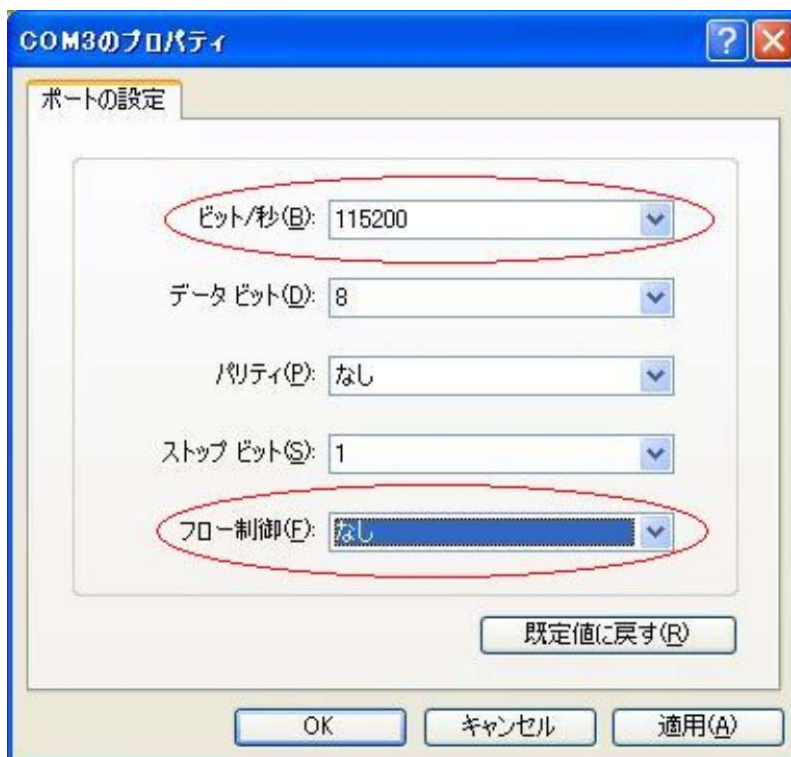 COM3のプロパティ
ポートの設定
ビット/秒(B): 115200
データ ビット(D): 8
パリティ(P): なし
ストップ ビット(S): 1
フロー制御(F): なし
既定値に戻す(R)
OK キャンセル 適用(A)